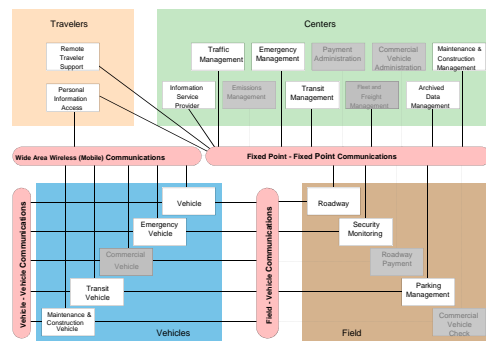 Travelers
Centers
Remote
Traveler
Support
Traffic
Management
Emergency
Management
Payment
Administration
Commercial
Vehicle
Administration
Maintenance &
Construction
Management
Personal
Information
Access
Information
Service
Provider
Emissions
Management
Transit
Management
Fleet and
Freight
Management
Archived
Data
Management
Wide Area Wireless (Mobile) Communications
Fixed Point - Fixed Point Communications
Vehicle - Vehicle Communications
Vehicle
Emergency
Vehicle
Commercial
Vehicle
Transit
Vehicle
Maintenance &
Construction
Vehicle
Vehicles
Field - Vehicle Communications
Roadway
Security
Monitoring
Roadway
Payment
Parking
Management
Commercial
Vehicle
Check
Field